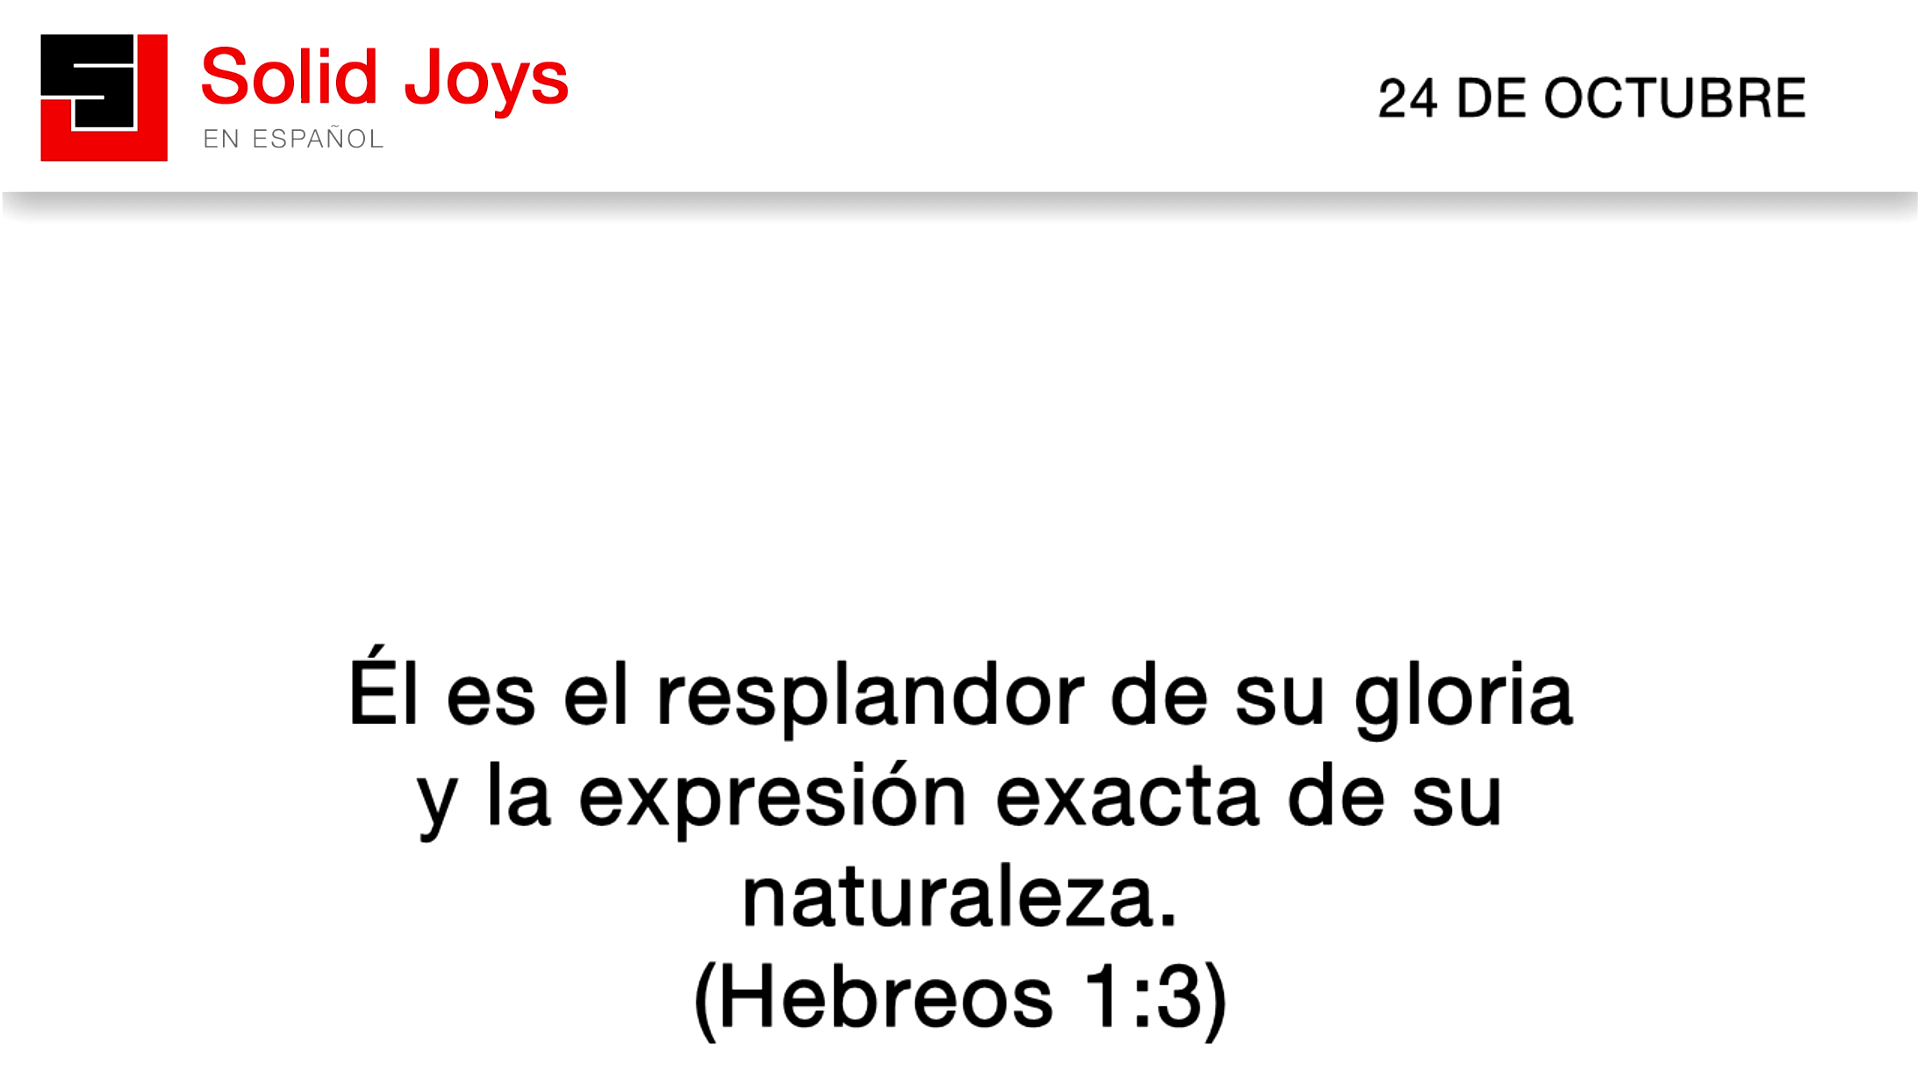 Solid Joys
EN ESPAÑOL
24 DE OCTUBRE
Él es el resplandor de su gloria
y la expresión exacta de su
naturaleza.
(Hebreos 1:3)